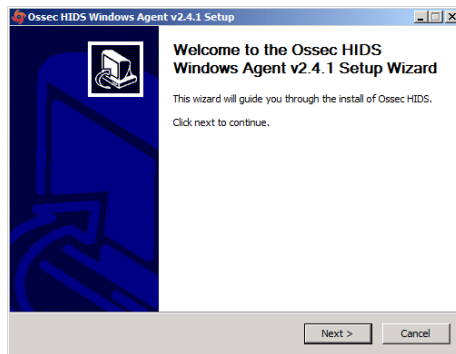 Ossec HIDS Windows Agent v2.4.1 Setup
Welcome to the Ossec HIDS
Windows Agent v2.4.1 Setup Wizard
This wizard will guide you through the install of Ossec HIDS.
Click next to continue.
Next >
Cancel